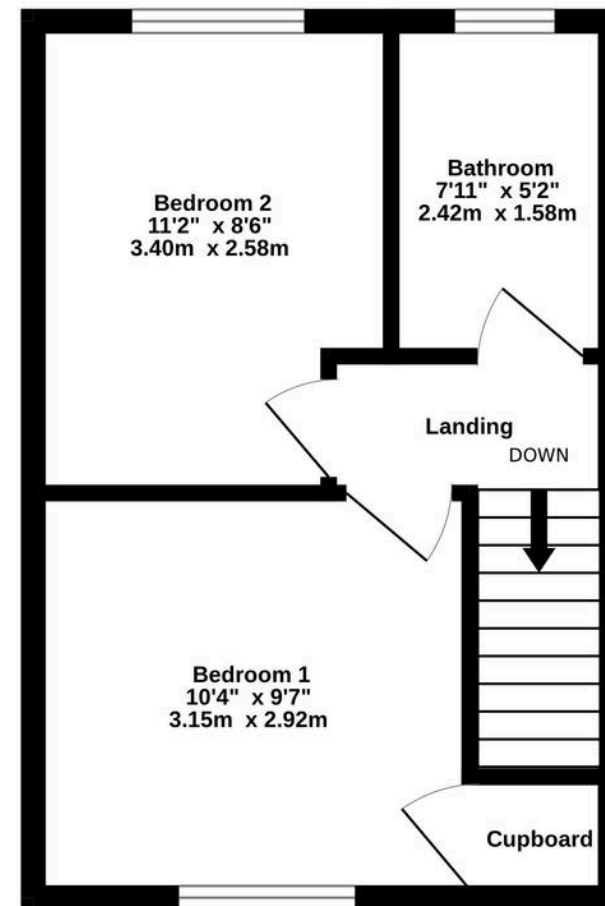 Bedroom 2
11'2" x 8'6"
3.40m x 2.58m
Bathroom
7'11" x 5'2"
2.42m x 1.58m
Landing
DOWN
Bedroom 1
10'4" x 9'7"
3.15m x 2.92m
Cupboard